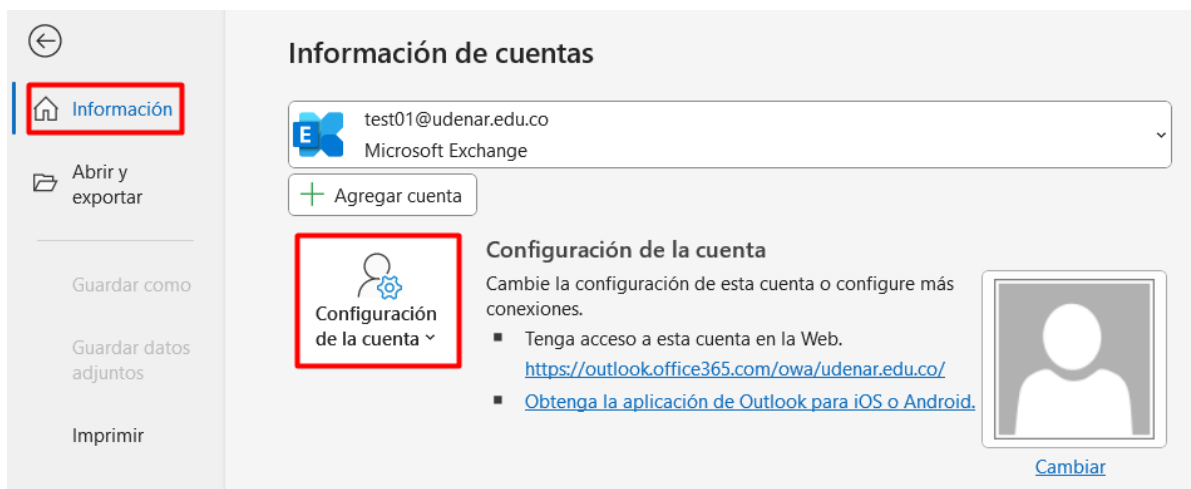 Información
Abrir y
exportar
Guardar como
Guardar datos
adjuntos
Imprimir
Información de cuentas
E
test01@udenar.edu.co
Microsoft Exchange
Agregar cuenta
Configuración
de la cuenta
Configuración de la cuenta
Cambie la configuración de esta cuenta o configure más
conexiones.
Tenga acceso a esta cuenta en la Web.
https://outlook.office365.com/owa/udenar.edu.co/
Obtenga la aplicación de Outlook para iOS o Android.
Cambiar